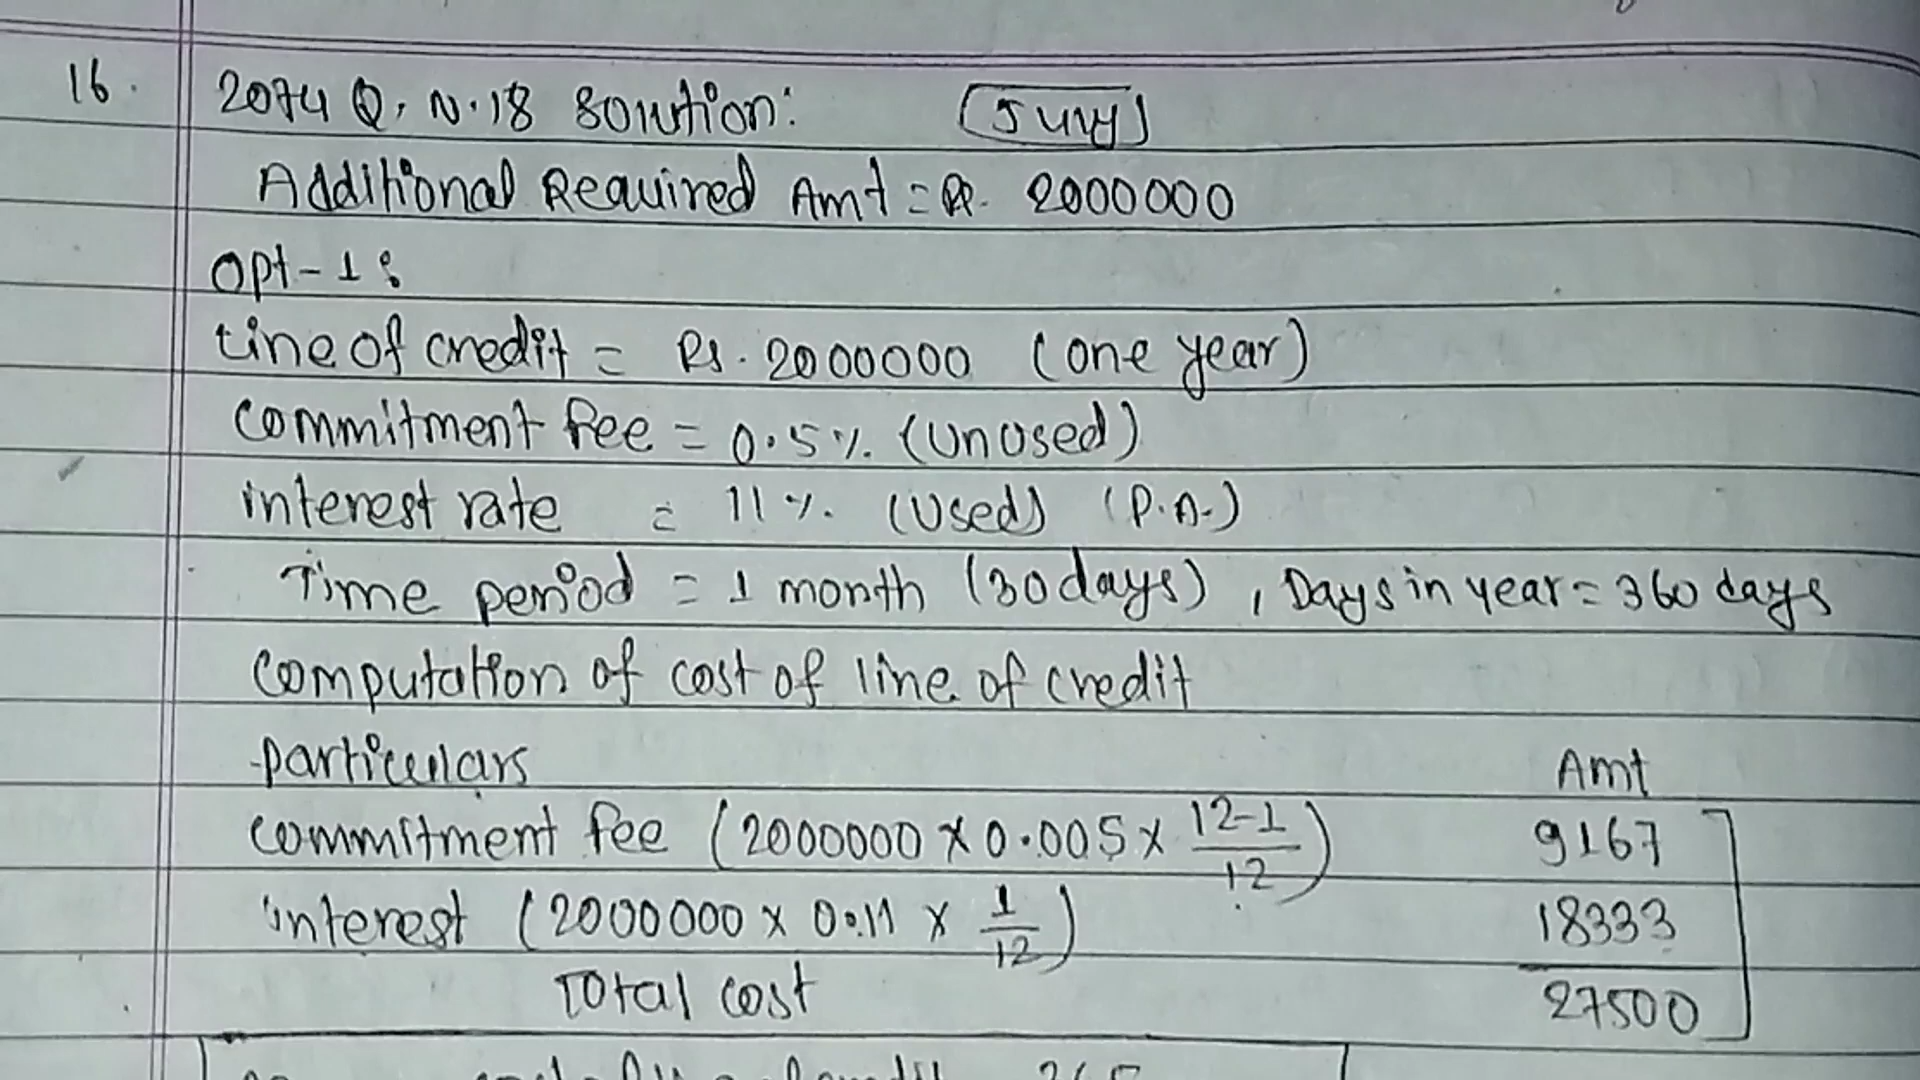 16. 2074 Q. N. 18 Solution: (July)
Additional Required Amt = Rs. 2000000
Opt-1:
Line of credit = Rs. 2000000 (one year)
Commitment fee = 0.5%. (Unused)
interest rate = 11%. (Used) (P.A.)
Time period = 1 month (30 days), Days in year = 360 days
Computation of cost of line of credit
particulars Amt
commitment fee (2000000 x 0.005 x 12-1/12) 9167
interest (2000000 x 0.11 x 1/12) 18333
Total cost 27500